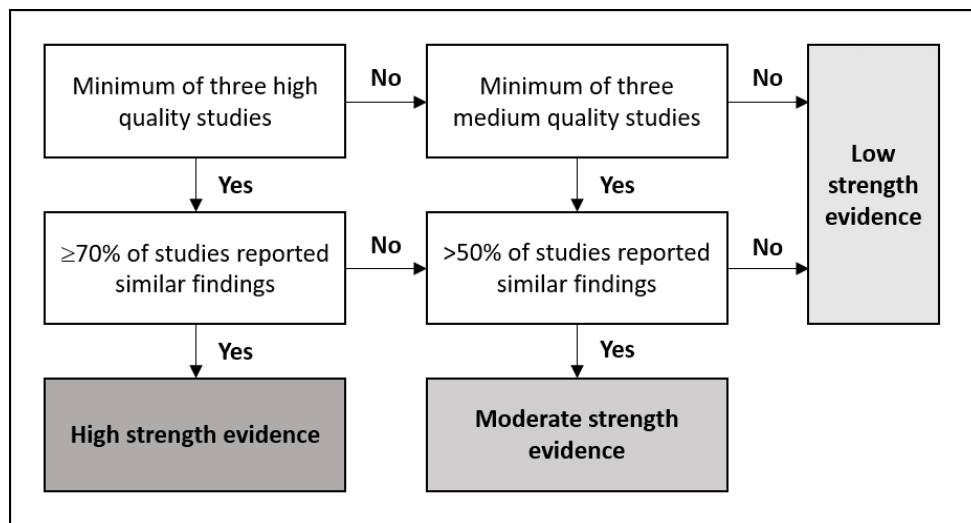 Minimum of three high
quality studies
No
Minimum of three
medium quality studies
No
Low
strength
evidence
Yes
Yes
≥70% of studies reported
similar findings
No
>50% of studies reported
similar findings
No
Yes
Yes
High strength evidence
Moderate strength
evidence